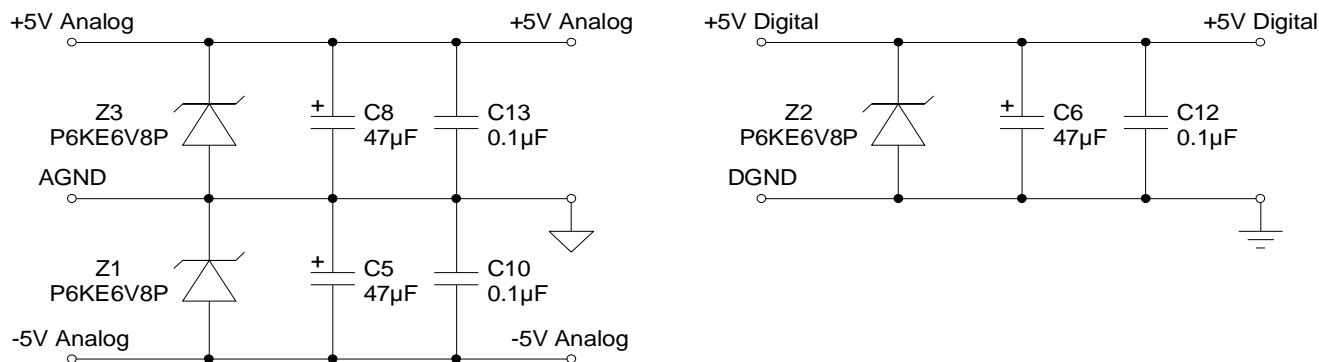 +5V Analog
+5V Analog
Z3
P6KE6V8P
+
C8
47µF
C13
0.1µF
AGND
Z1
P6KE6V8P
+
C5
47µF
C10
0.1µF
-5V Analog
-5V Analog
+5V Digital
+5V Digital
Z2
P6KE6V8P
+
C6
47µF
C12
0.1µF
DGND